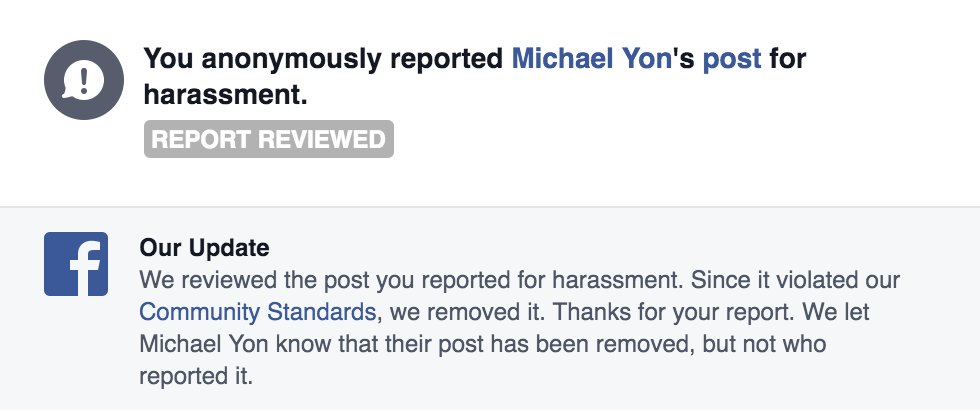 You anonymously reported Michael Yon's post for
harassment.
REPORT REVIEWED
Our Update
We reviewed the post you reported for harassment. Since it violated our
Community Standards, we removed it. Thanks for your report. We let
Michael Yon know that their post has been removed, but not who
reported it.